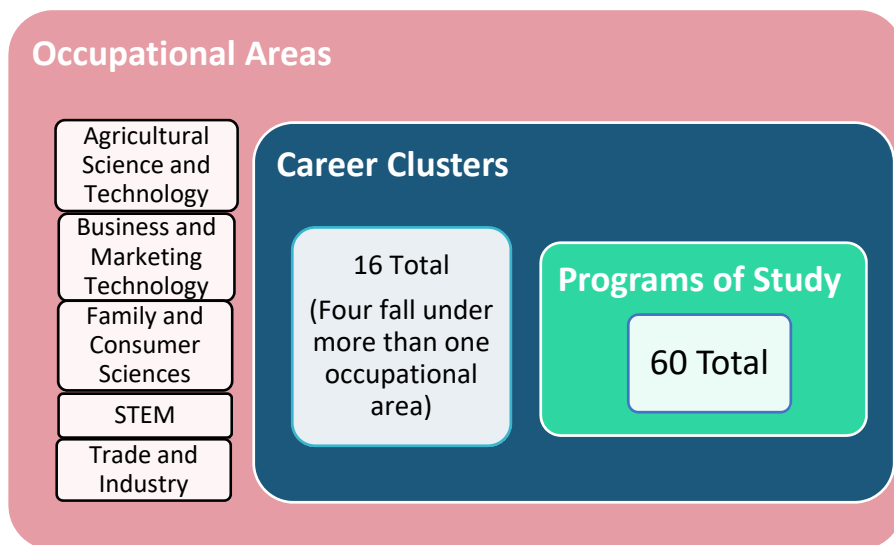 Occupational Areas
Agricultural
Science and
Technology
Business and
Marketing
Technology
Family and
Consumer
Sciences
STEM
Trade and
Industry
Career Clusters
16 Total
(Four fall under
more than one
occupational
area)
Programs of Study
60 Total